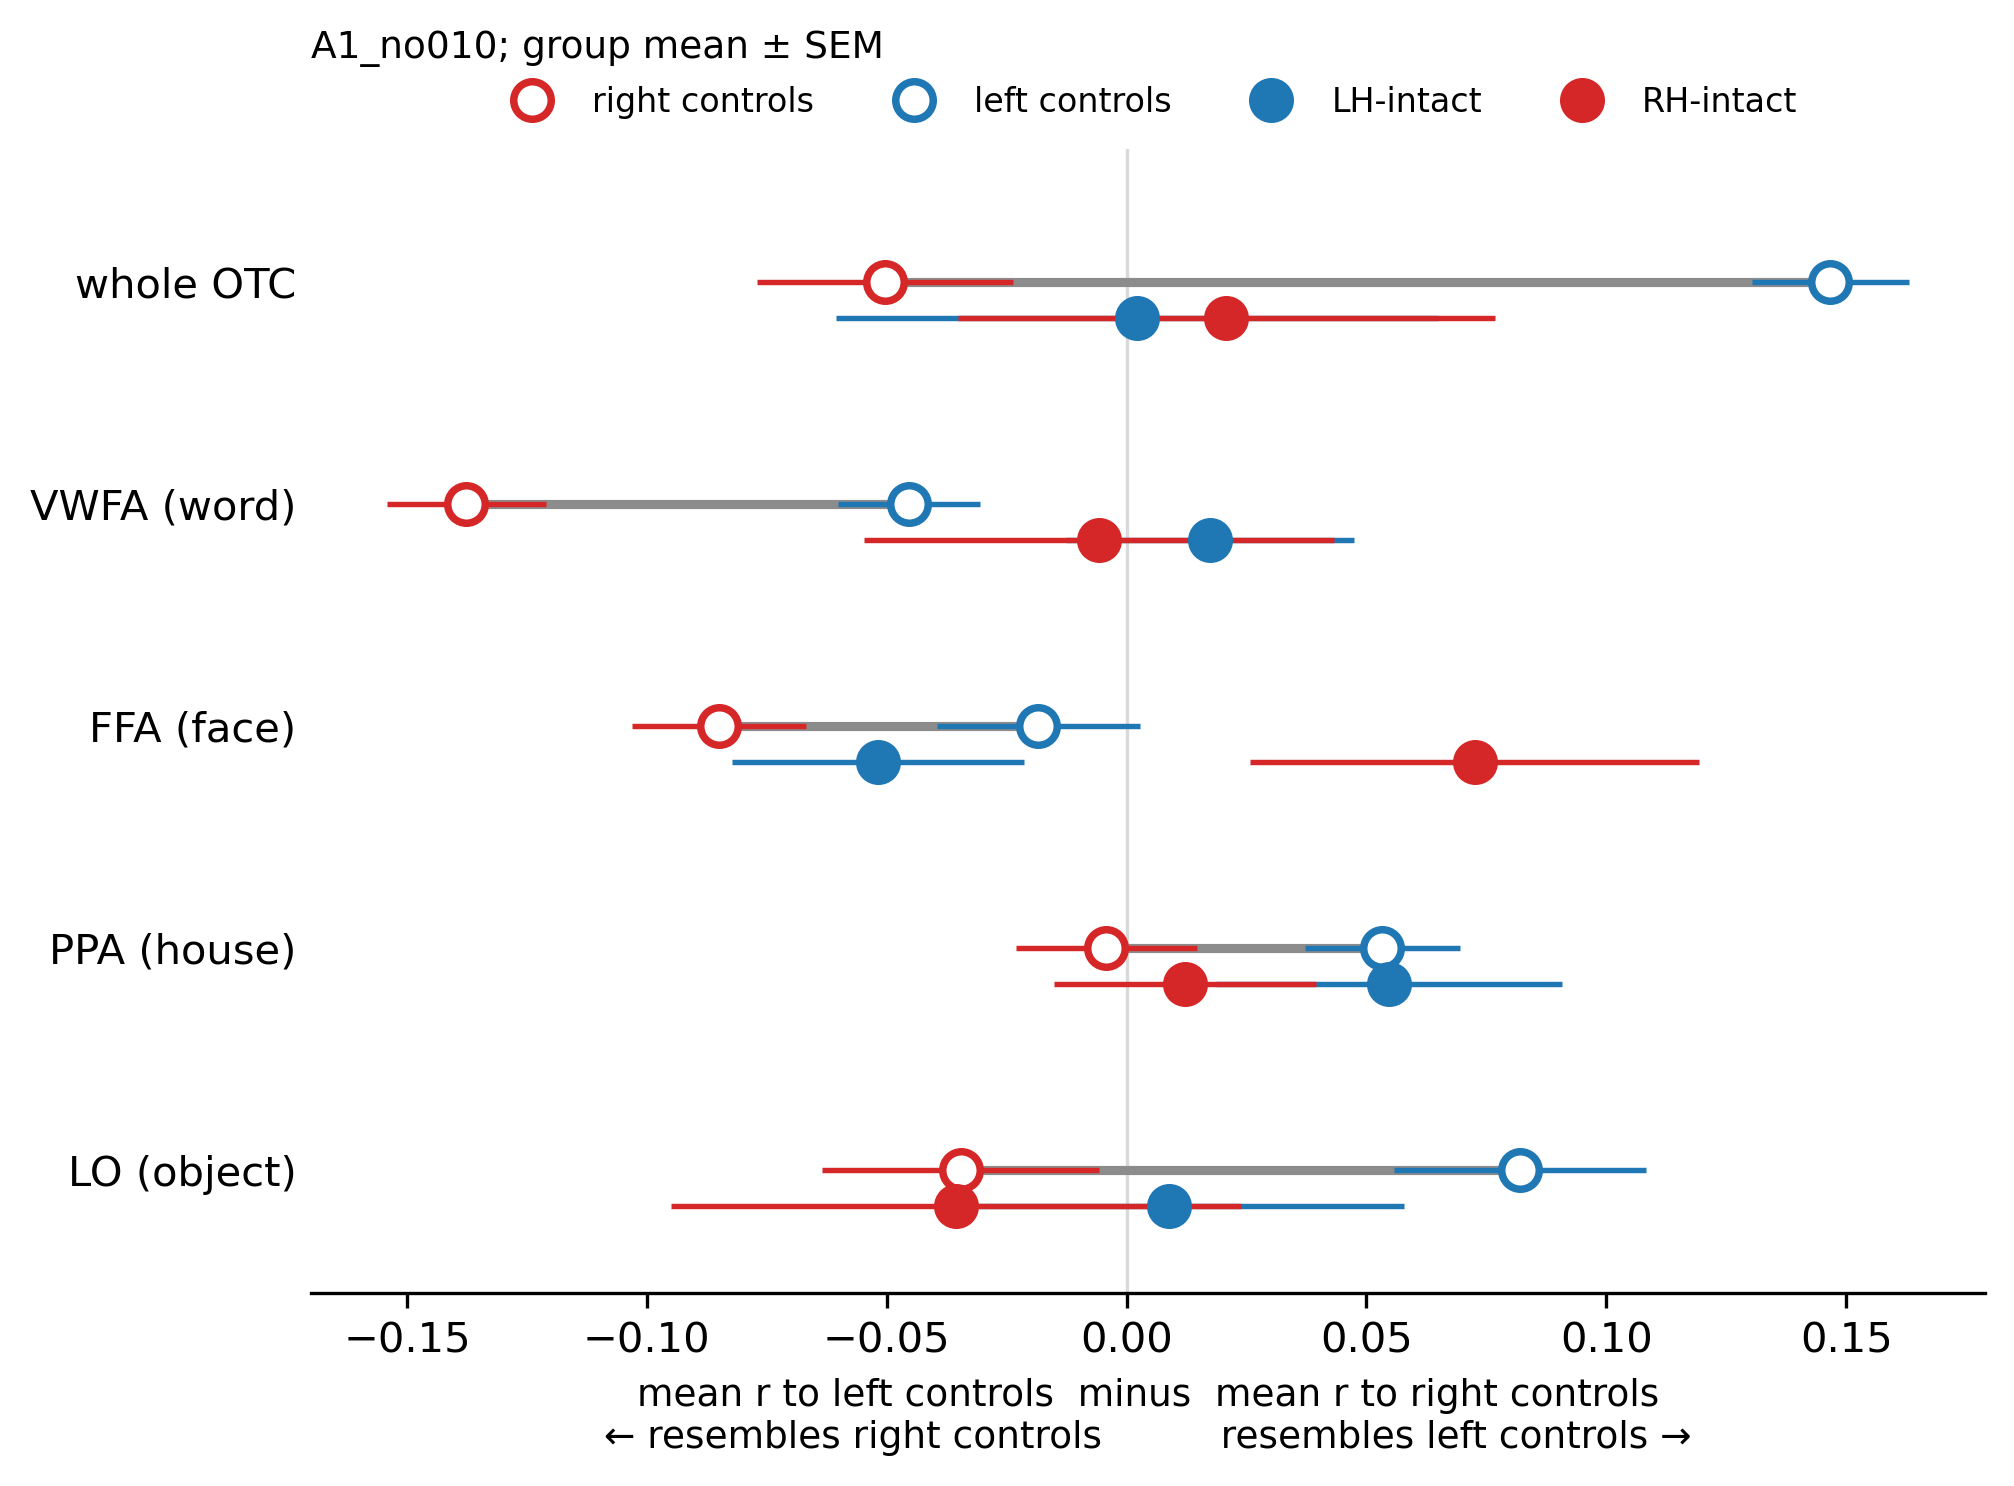 A1_no010; group mean ± SEM
right controls left controls LH-intact RH-intact
whole OTC
VWFA (word)
FFA (face)
PPA (house)
LO (object)
−0.15 −0.10 −0.05 0.00 0.05 0.10 0.15
mean r to left controls minus mean r to right controls
← resembles right controls resembles left controls →